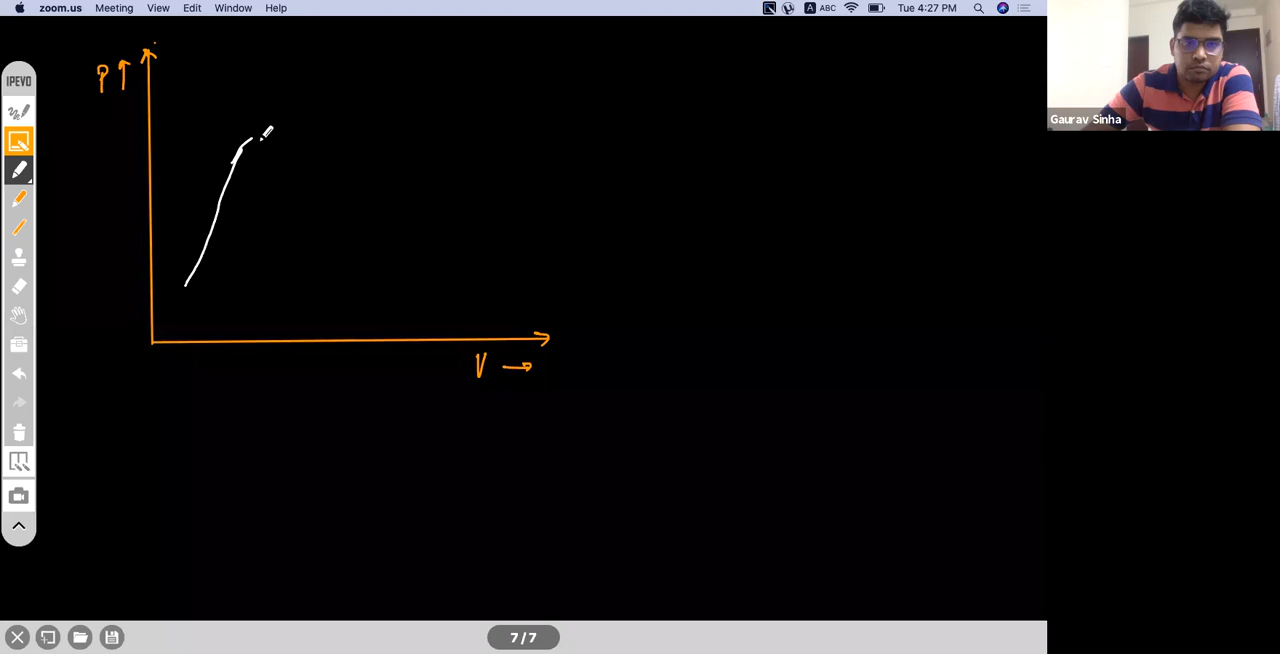 zoom.us Meeting View Edit Window Help A ABC Tue 4:27 PM
P ↑
IPEVO
Gaurav Sinha
V →
7/7